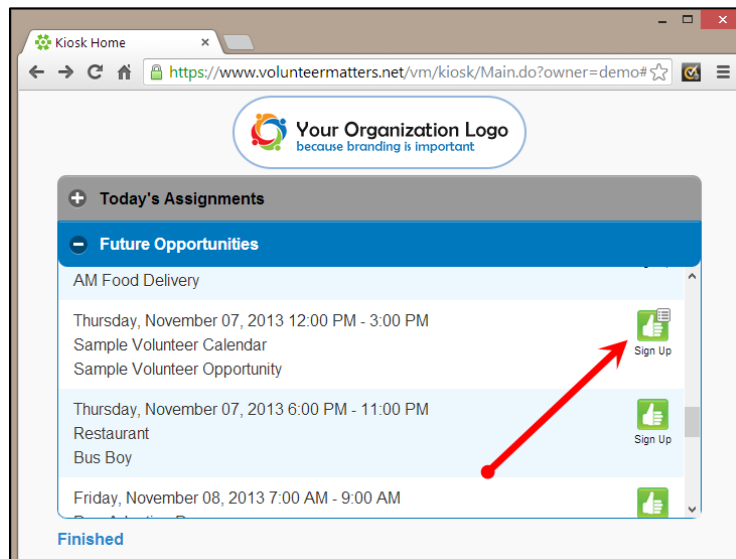 Kiosk Home
https://www.volunteermatters.net/vm/kiosk/Main.do?owner=demo#
Your Organization Logo
because branding is important
Today's Assignments
Future Opportunities
AM Food Delivery
Thursday, November 07, 2013 12:00 PM - 3:00 PM
Sample Volunteer Calendar
Sample Volunteer Opportunity
Sign Up
Thursday, November 07, 2013 6:00 PM - 11:00 PM
Restaurant
Bus Boy
Sign Up
Friday, November 08, 2013 7:00 AM - 9:00 AM
Finished